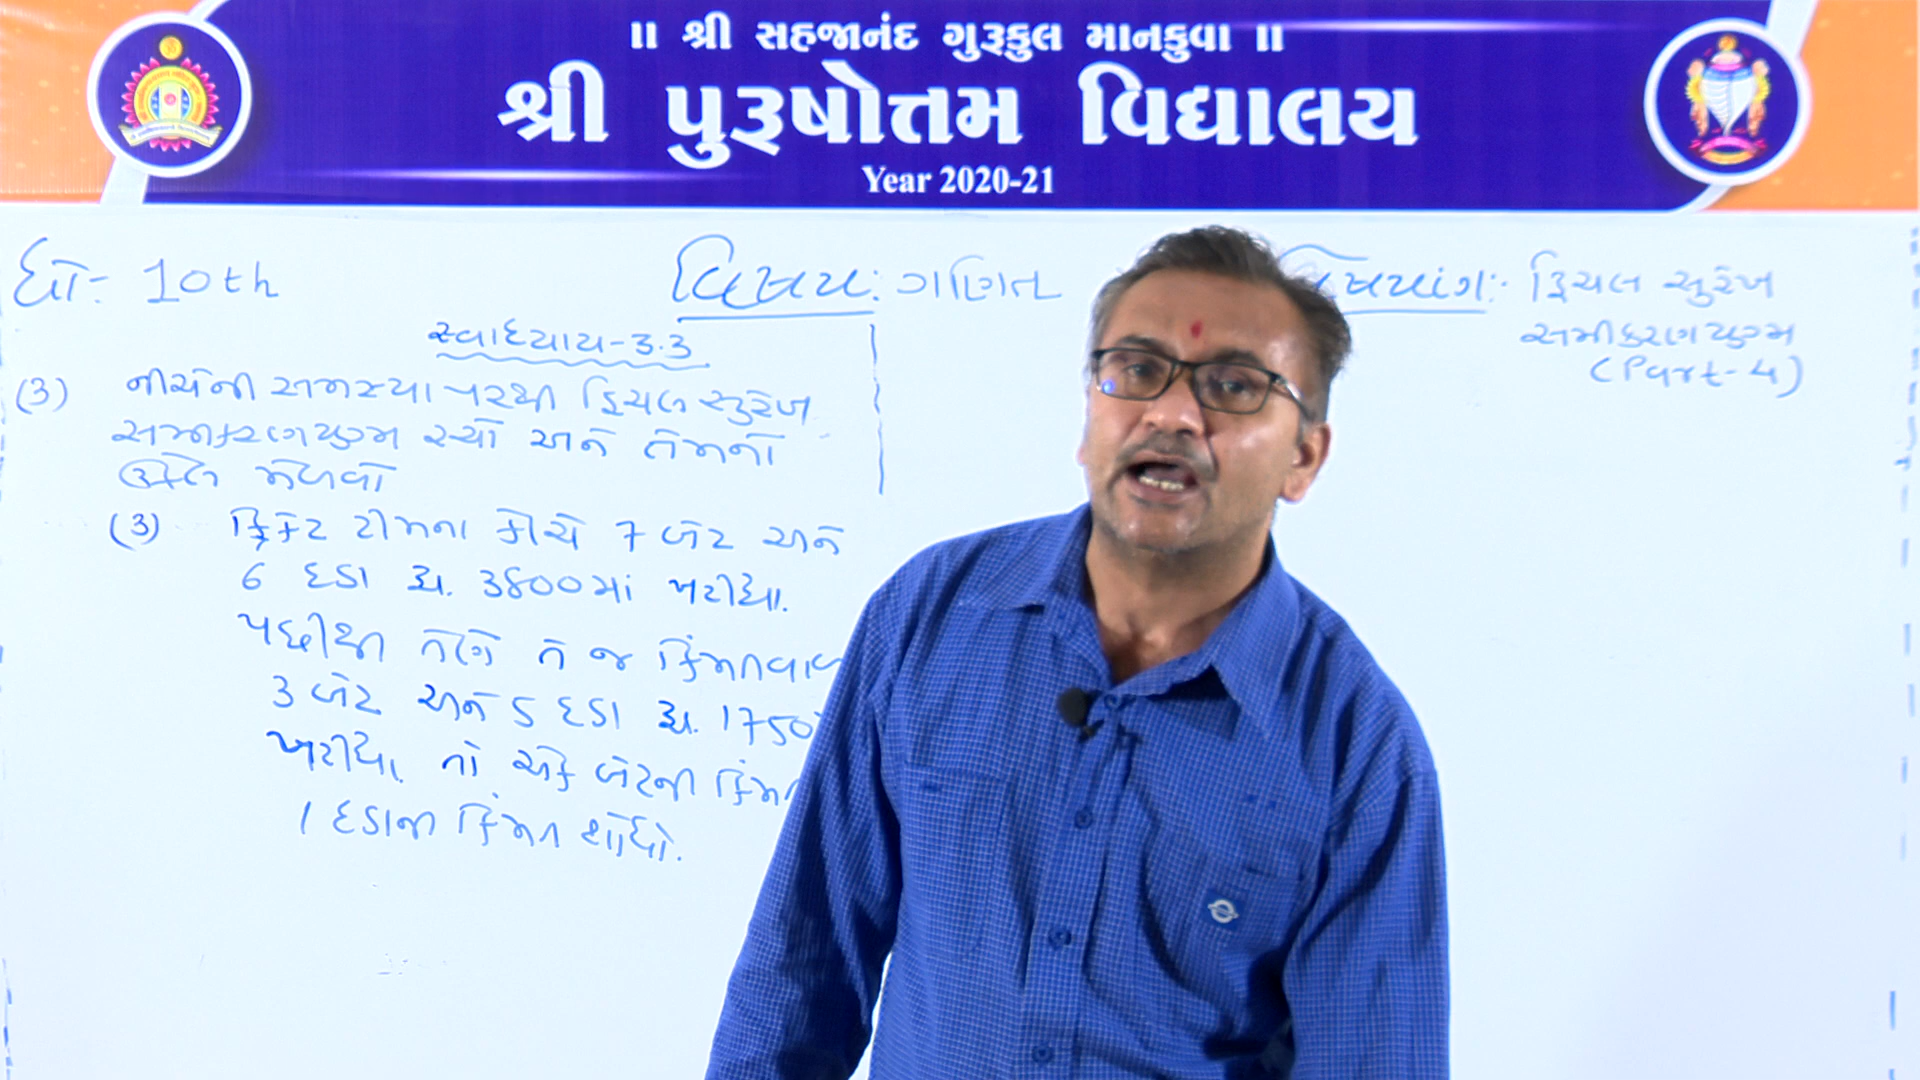 ॥ શ્રી સહજાનંદ ગુરૂકુલ માનકુવા ॥
શ્રી પુરૂષોત્તમ વિદ્યાલય
Year 2020-21
ધો:- 10th
વિષય: ગણિત
વિષયાંગ:- દ્વિચલ સુરેખ
સમીકરણયુગ્મ
(Part-4)
સ્વાધ્યાય-3.3
(3) નીચેની સમસ્યા પરથી દ્વિચલ સુરેખ
સમીકરણયુગ્મ રચો અને તેમનો
ઉકેલ મેળવો
(3) ક્રિકેટ ટીમના કોચે 7 બેટ અને
6 દડા રૂા. 3800માં ખરીદ્યા.
પછીથી તેણે તે જ
3 બેટ અને 5 દડા રૂા. 1750
ખરીદ્યા. તો એક બેટની
1 દડાની કિંમત શોધો.